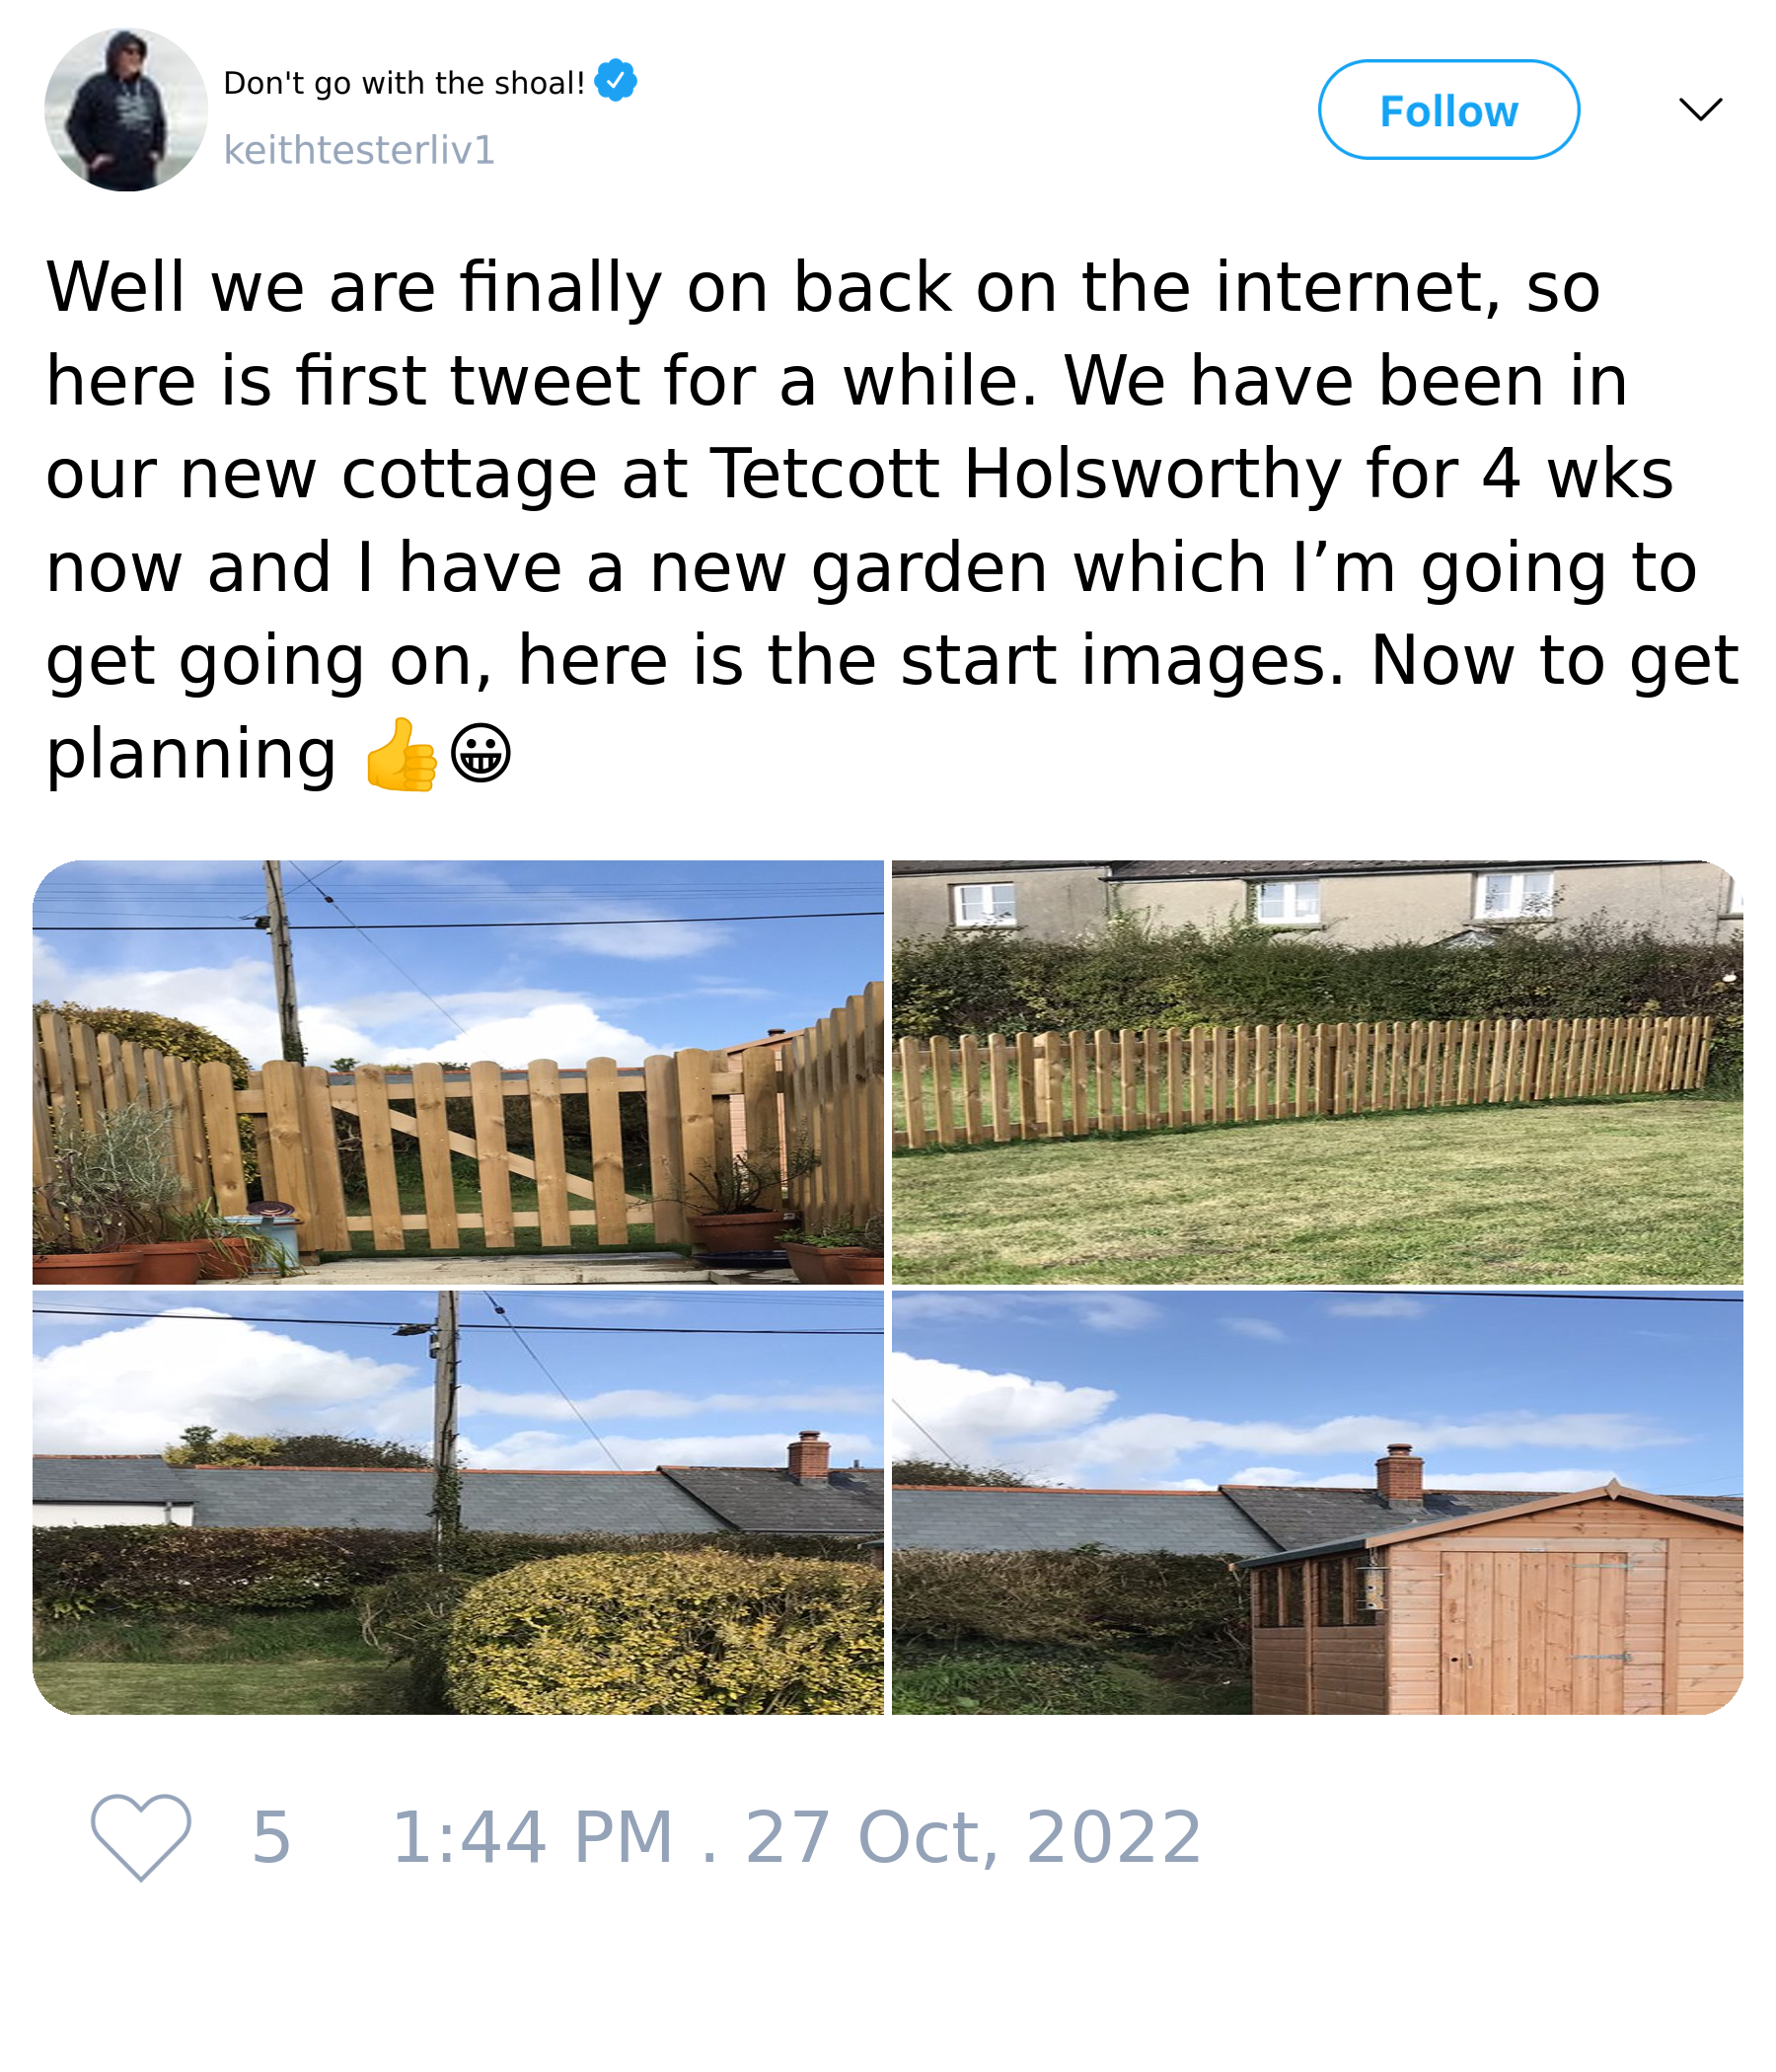 Don't go with the shoal!
keithtesterliv1
Follow
Well we are finally on back on the internet, so
here is first tweet for a while. We have been in
our new cottage at Tetcott Holsworthy for 4 wks
now and I have a new garden which I’m going to
get going on, here is the start images. Now to get
planning 👍😀
5 1:44 PM . 27 Oct, 2022